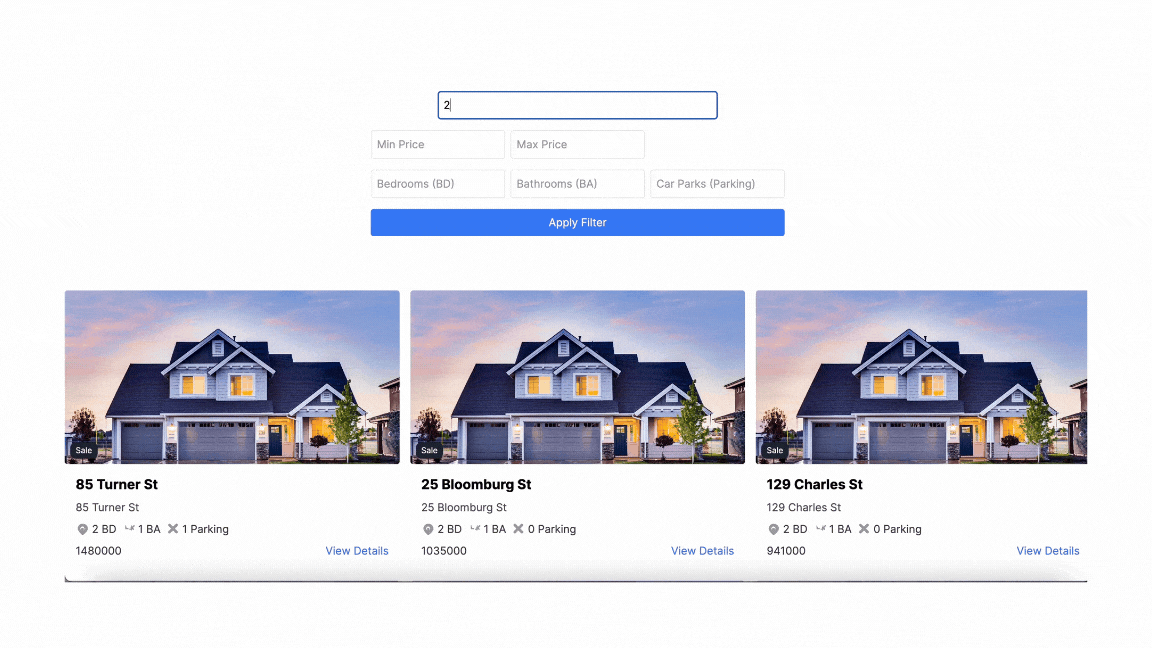 2
Min Price Max Price
Bedrooms (BD) Bathrooms (BA) Car Parks (Parking)
Apply Filter
Sale Sale Sale
85 Turner St 25 Bloomburg St 129 Charles St
85 Turner St 25 Bloomburg St 129 Charles St
2 BD 1 BA 1 Parking 2 BD 1 BA 0 Parking 2 BD 1 BA 0 Parking
1480000 View Details 1035000 View Details 941000 View Details